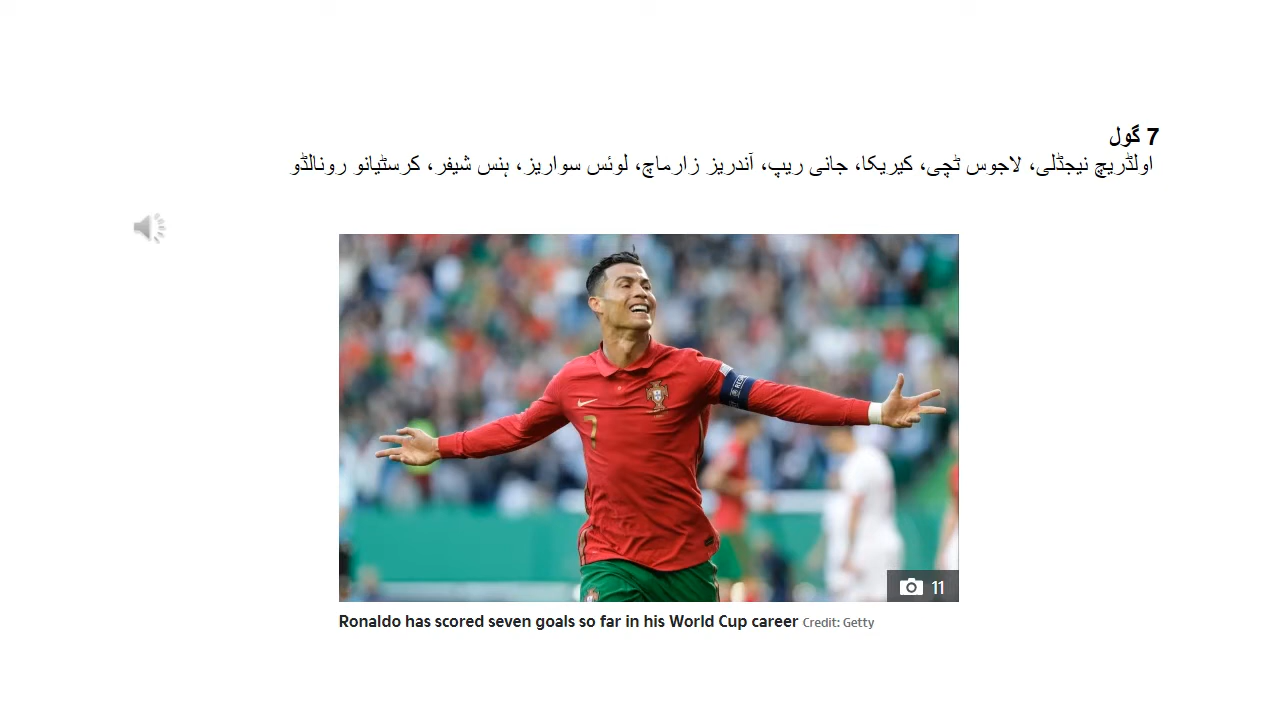 7 گول
اولڈریچ نیجڈلی، لاجوس ٹچی، کیریکا، جانی ریپ، آندریز زارماچ، لوئس سواریز، ہنس شیفر، کرسٹیانو رونالڈو
7
11
Ronaldo has scored seven goals so far in his World Cup career Credit: Getty